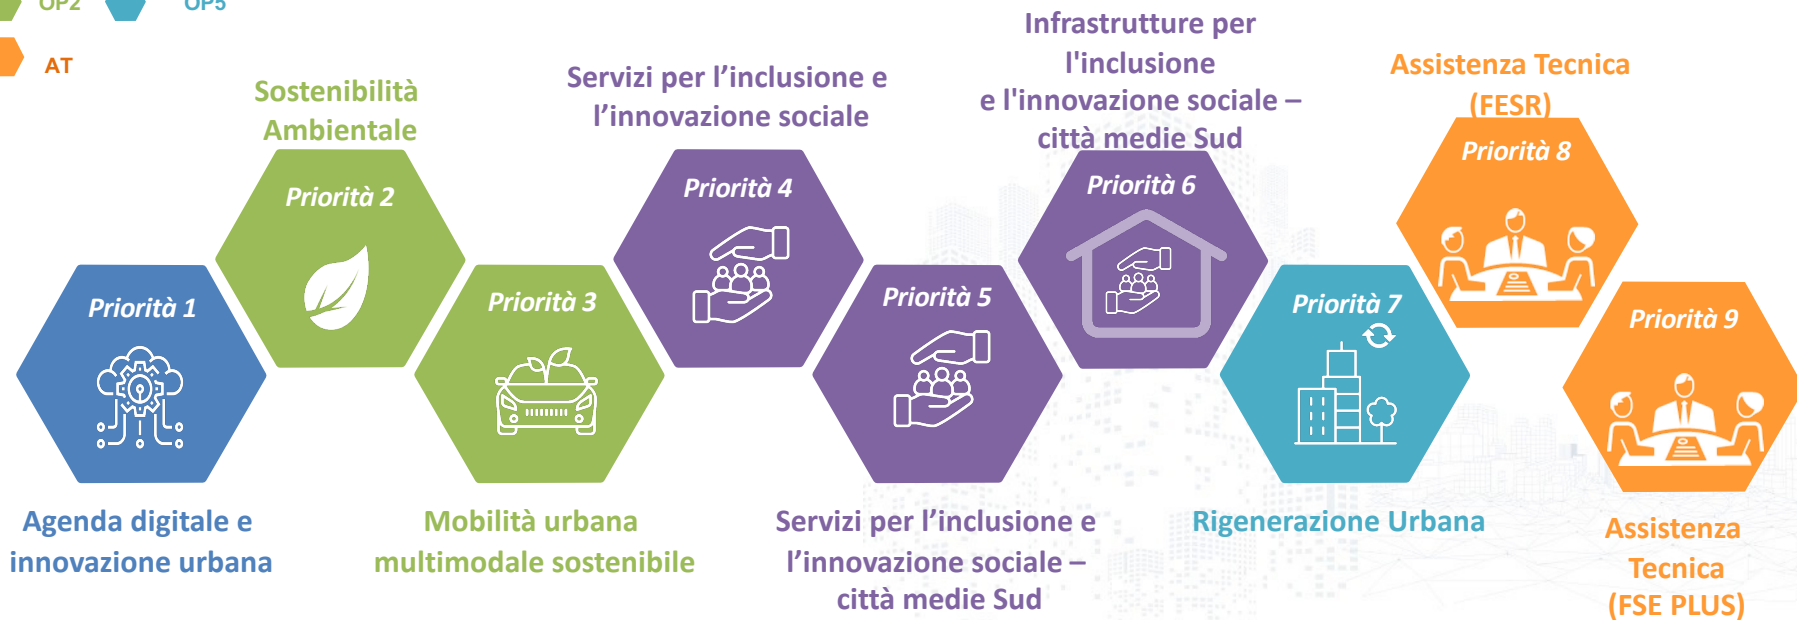 OP2
OP5
AT
Priorità 1
Agenda digitale e
innovazione urbana
Sostenibilità
Ambientale
Priorità 2
Priorità 3
Mobilità urbana
multimodale sostenibile
Servizi per l’inclusione e
l’innovazione sociale
Priorità 4
Priorità 5
Servizi per l’inclusione e
l’innovazione sociale –
città medie Sud
Infrastrutture per
l'inclusione
e l'innovazione sociale –
città medie Sud
Priorità 6
Priorità 7
Rigenerazione Urbana
Assistenza Tecnica
(FESR)
Priorità 8
Priorità 9
Assistenza
Tecnica
(FSE PLUS)